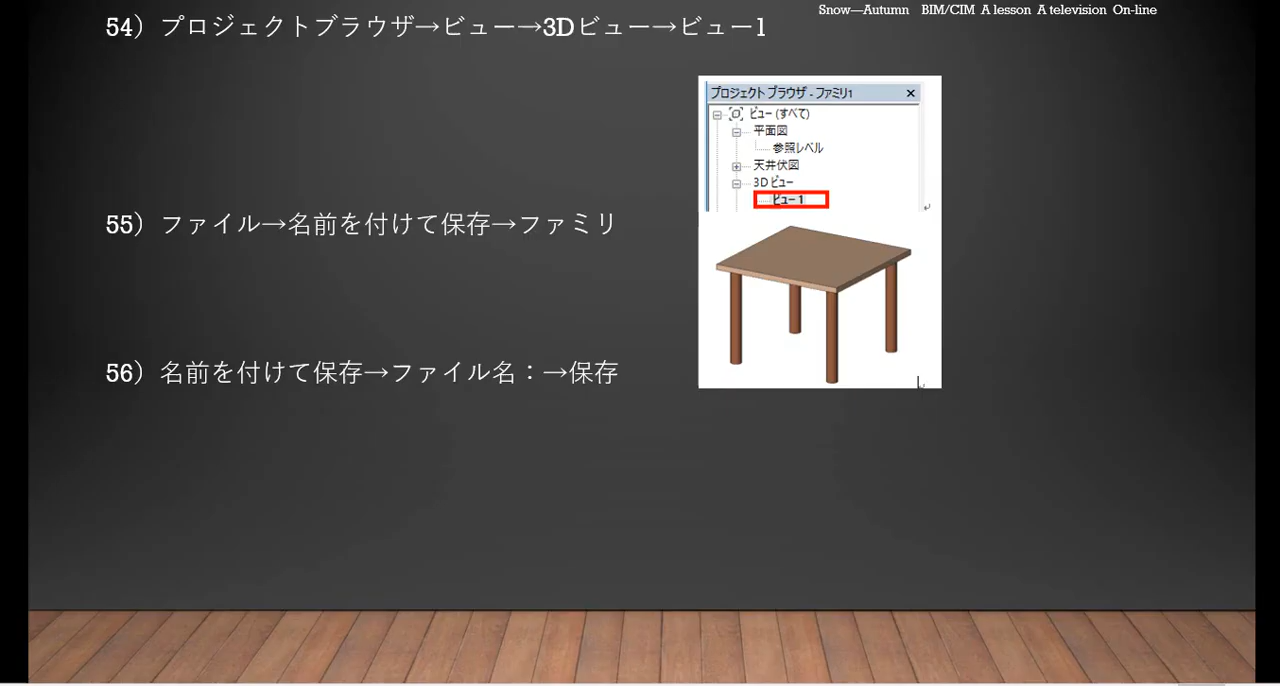 Snow—Autumn BIM/CIM A lesson A television On-line
54）プロジェクトブラウザ→ビュー→3Dビュー→ビュー1
プロジェクト ブラウザ - ファミリ1
ビュー (すべて)
平面図
参照レベル
天井伏図
3D ビュー
ビュー 1
55）ファイル→名前を付けて保存→ファミリ
56）名前を付けて保存→ファイル名：→保存